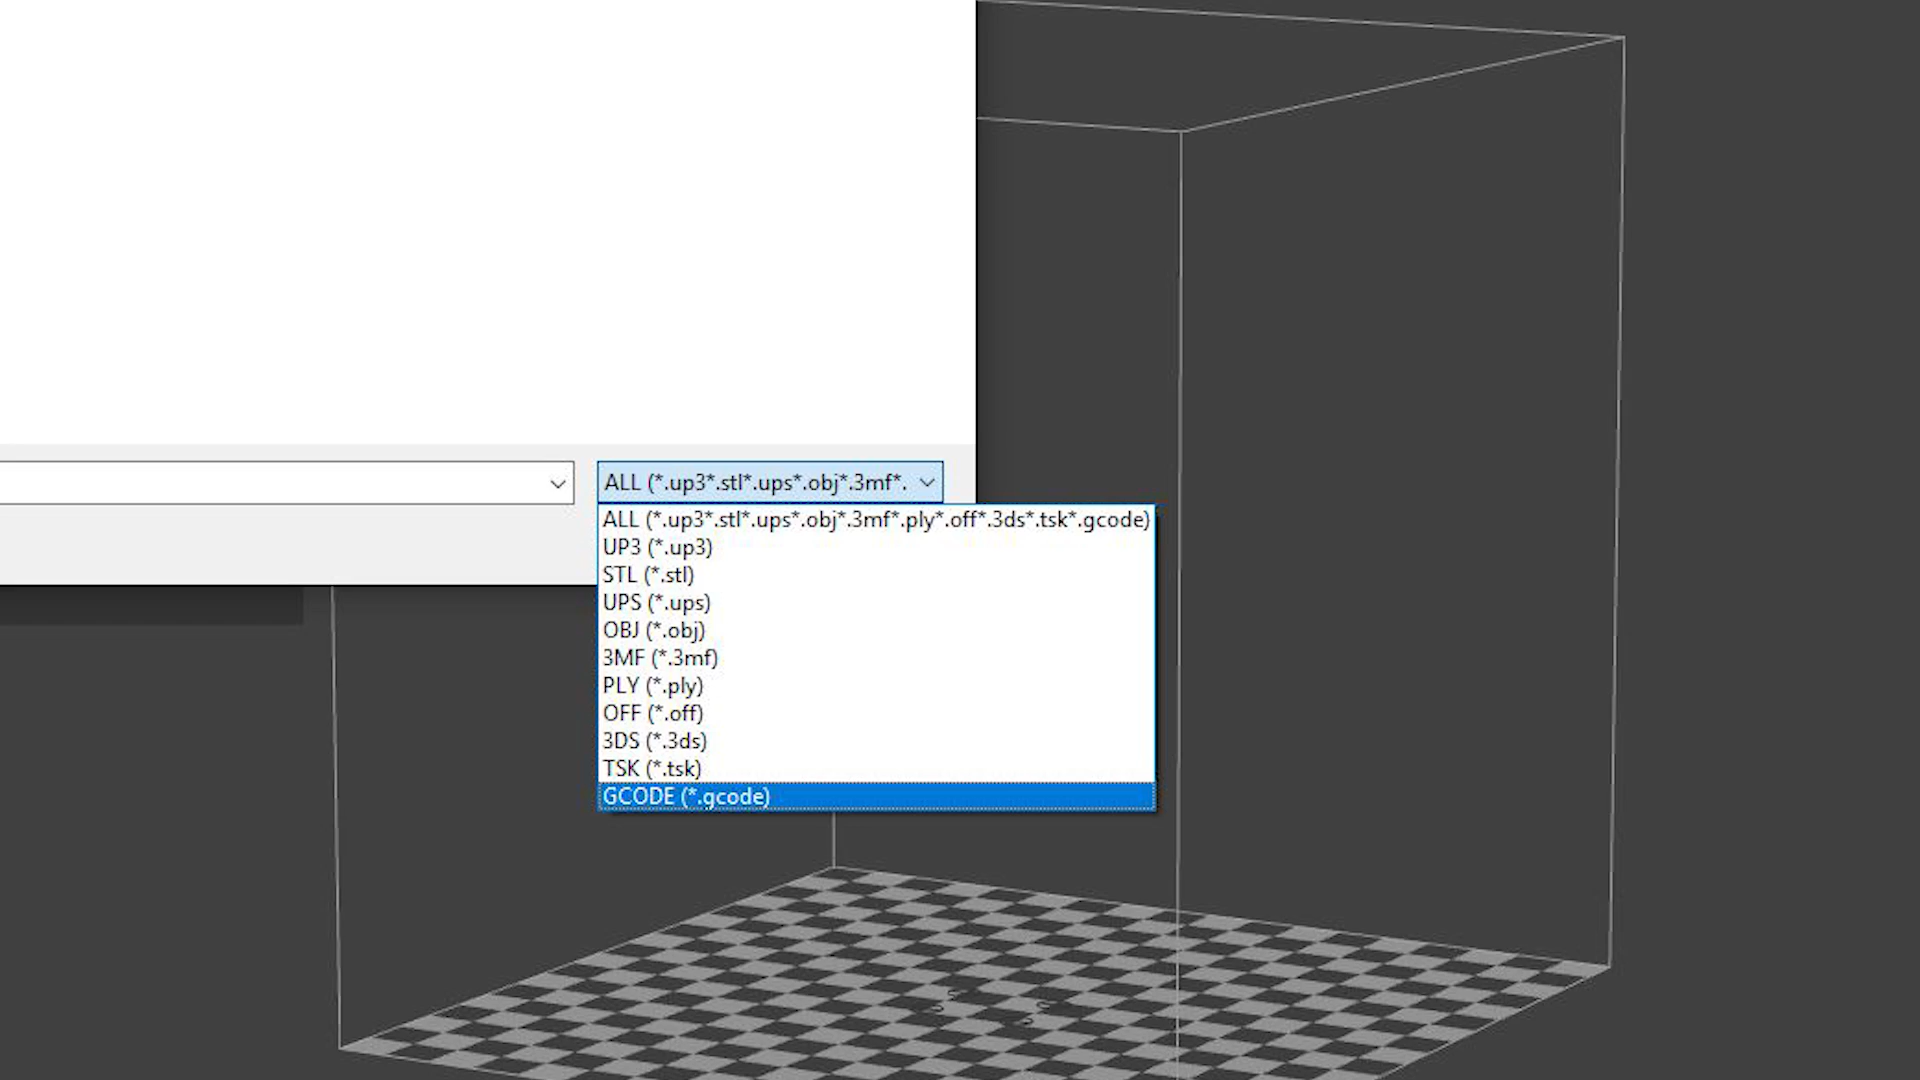 ALL (*.up3*.stl*.ups*.obj*.3mf*.
ALL (*.up3*.stl*.ups*.obj*.3mf*.ply*.off*.3ds*.tsk*.gcode)
UP3 (*.up3)
STL (*.stl)
UPS (*.ups)
OBJ (*.obj)
3MF (*.3mf)
PLY (*.ply)
OFF (*.off)
3DS (*.3ds)
TSK (*.tsk)
GCODE (*.gcode)